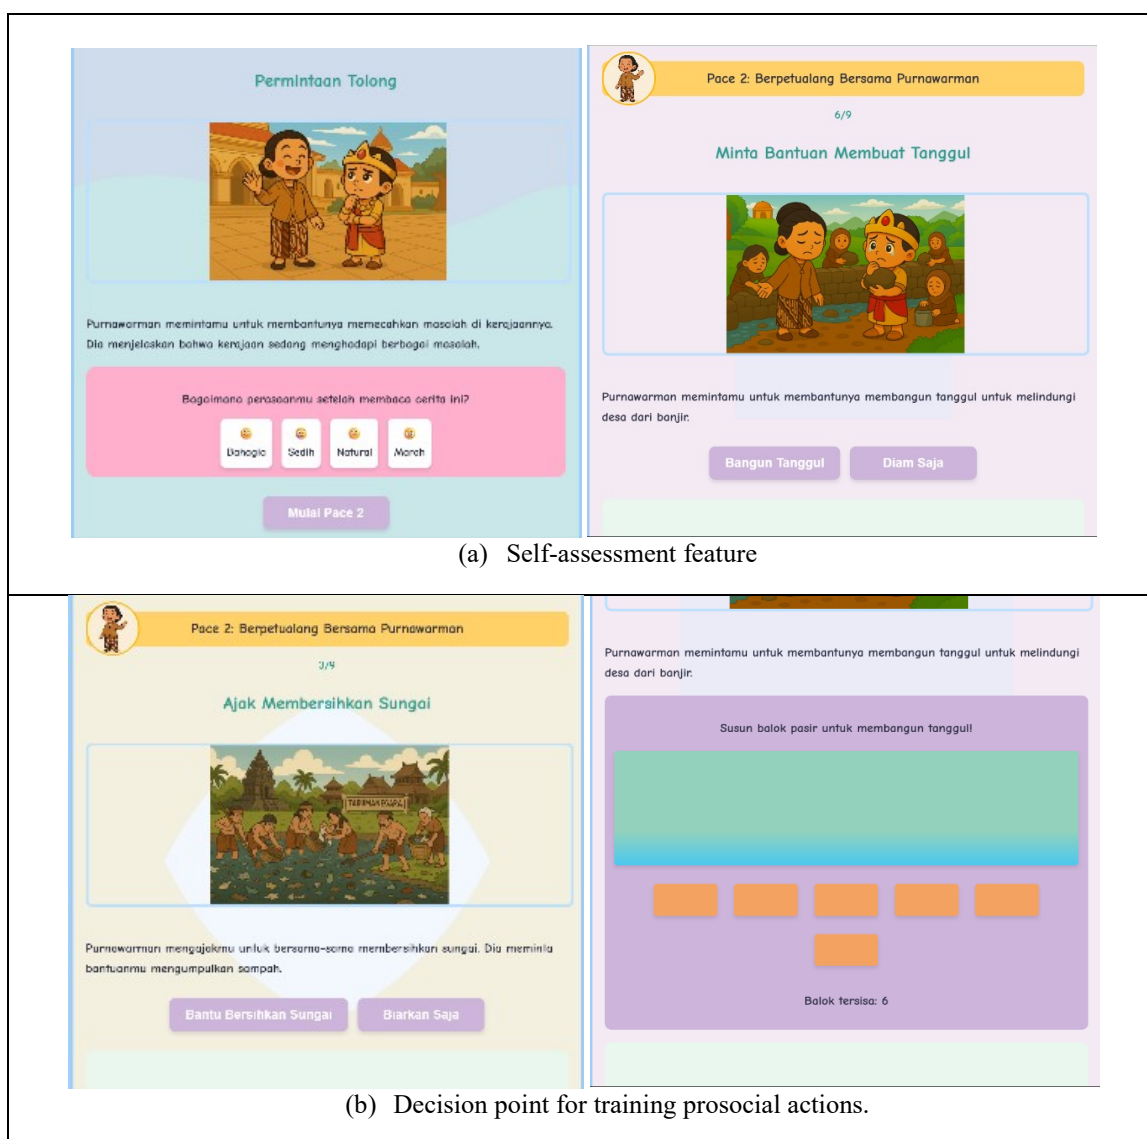 Permintaan Tolong
Purnawarman memintamu untuk membantunya memecahkan masalah di kerajaannya.
Dia menjelaskan bahwa kerajaan sedang menghadapi berbagai masalah.
Bagaimana perasaanmu setelah membaca cerita ini?
Bahagia Sedih Natural Marah
Mulai Pace 2
Pace 2: Berpetualang Bersama Purnawarman
6/9
Minta Bantuan Membuat Tanggul
Purnawarman memintamu untuk membantunya membangun tanggul untuk melindungi
desa dari banjir.
Bangun Tanggul Diam Saja
(a) Self-assessment feature
Pace 2: Berpetualang Bersama Purnawarman
3/9
Ajak Membersihkan Sungai
TARUMANEGARA
Purnawarman mengajakmu untuk bersama-sama membersihkan sungai. Dia meminta
bantuanmu mengumpulkan sampah.
Bantu Bersihkan Sungai Biarkan Saja
Purnawarman memintamu untuk membantunya membangun tanggul untuk melindungi
desa dari banjir.
Susun balok pasir untuk membangun tanggul!
Balok tersisa: 6
(b) Decision point for training prosocial actions.